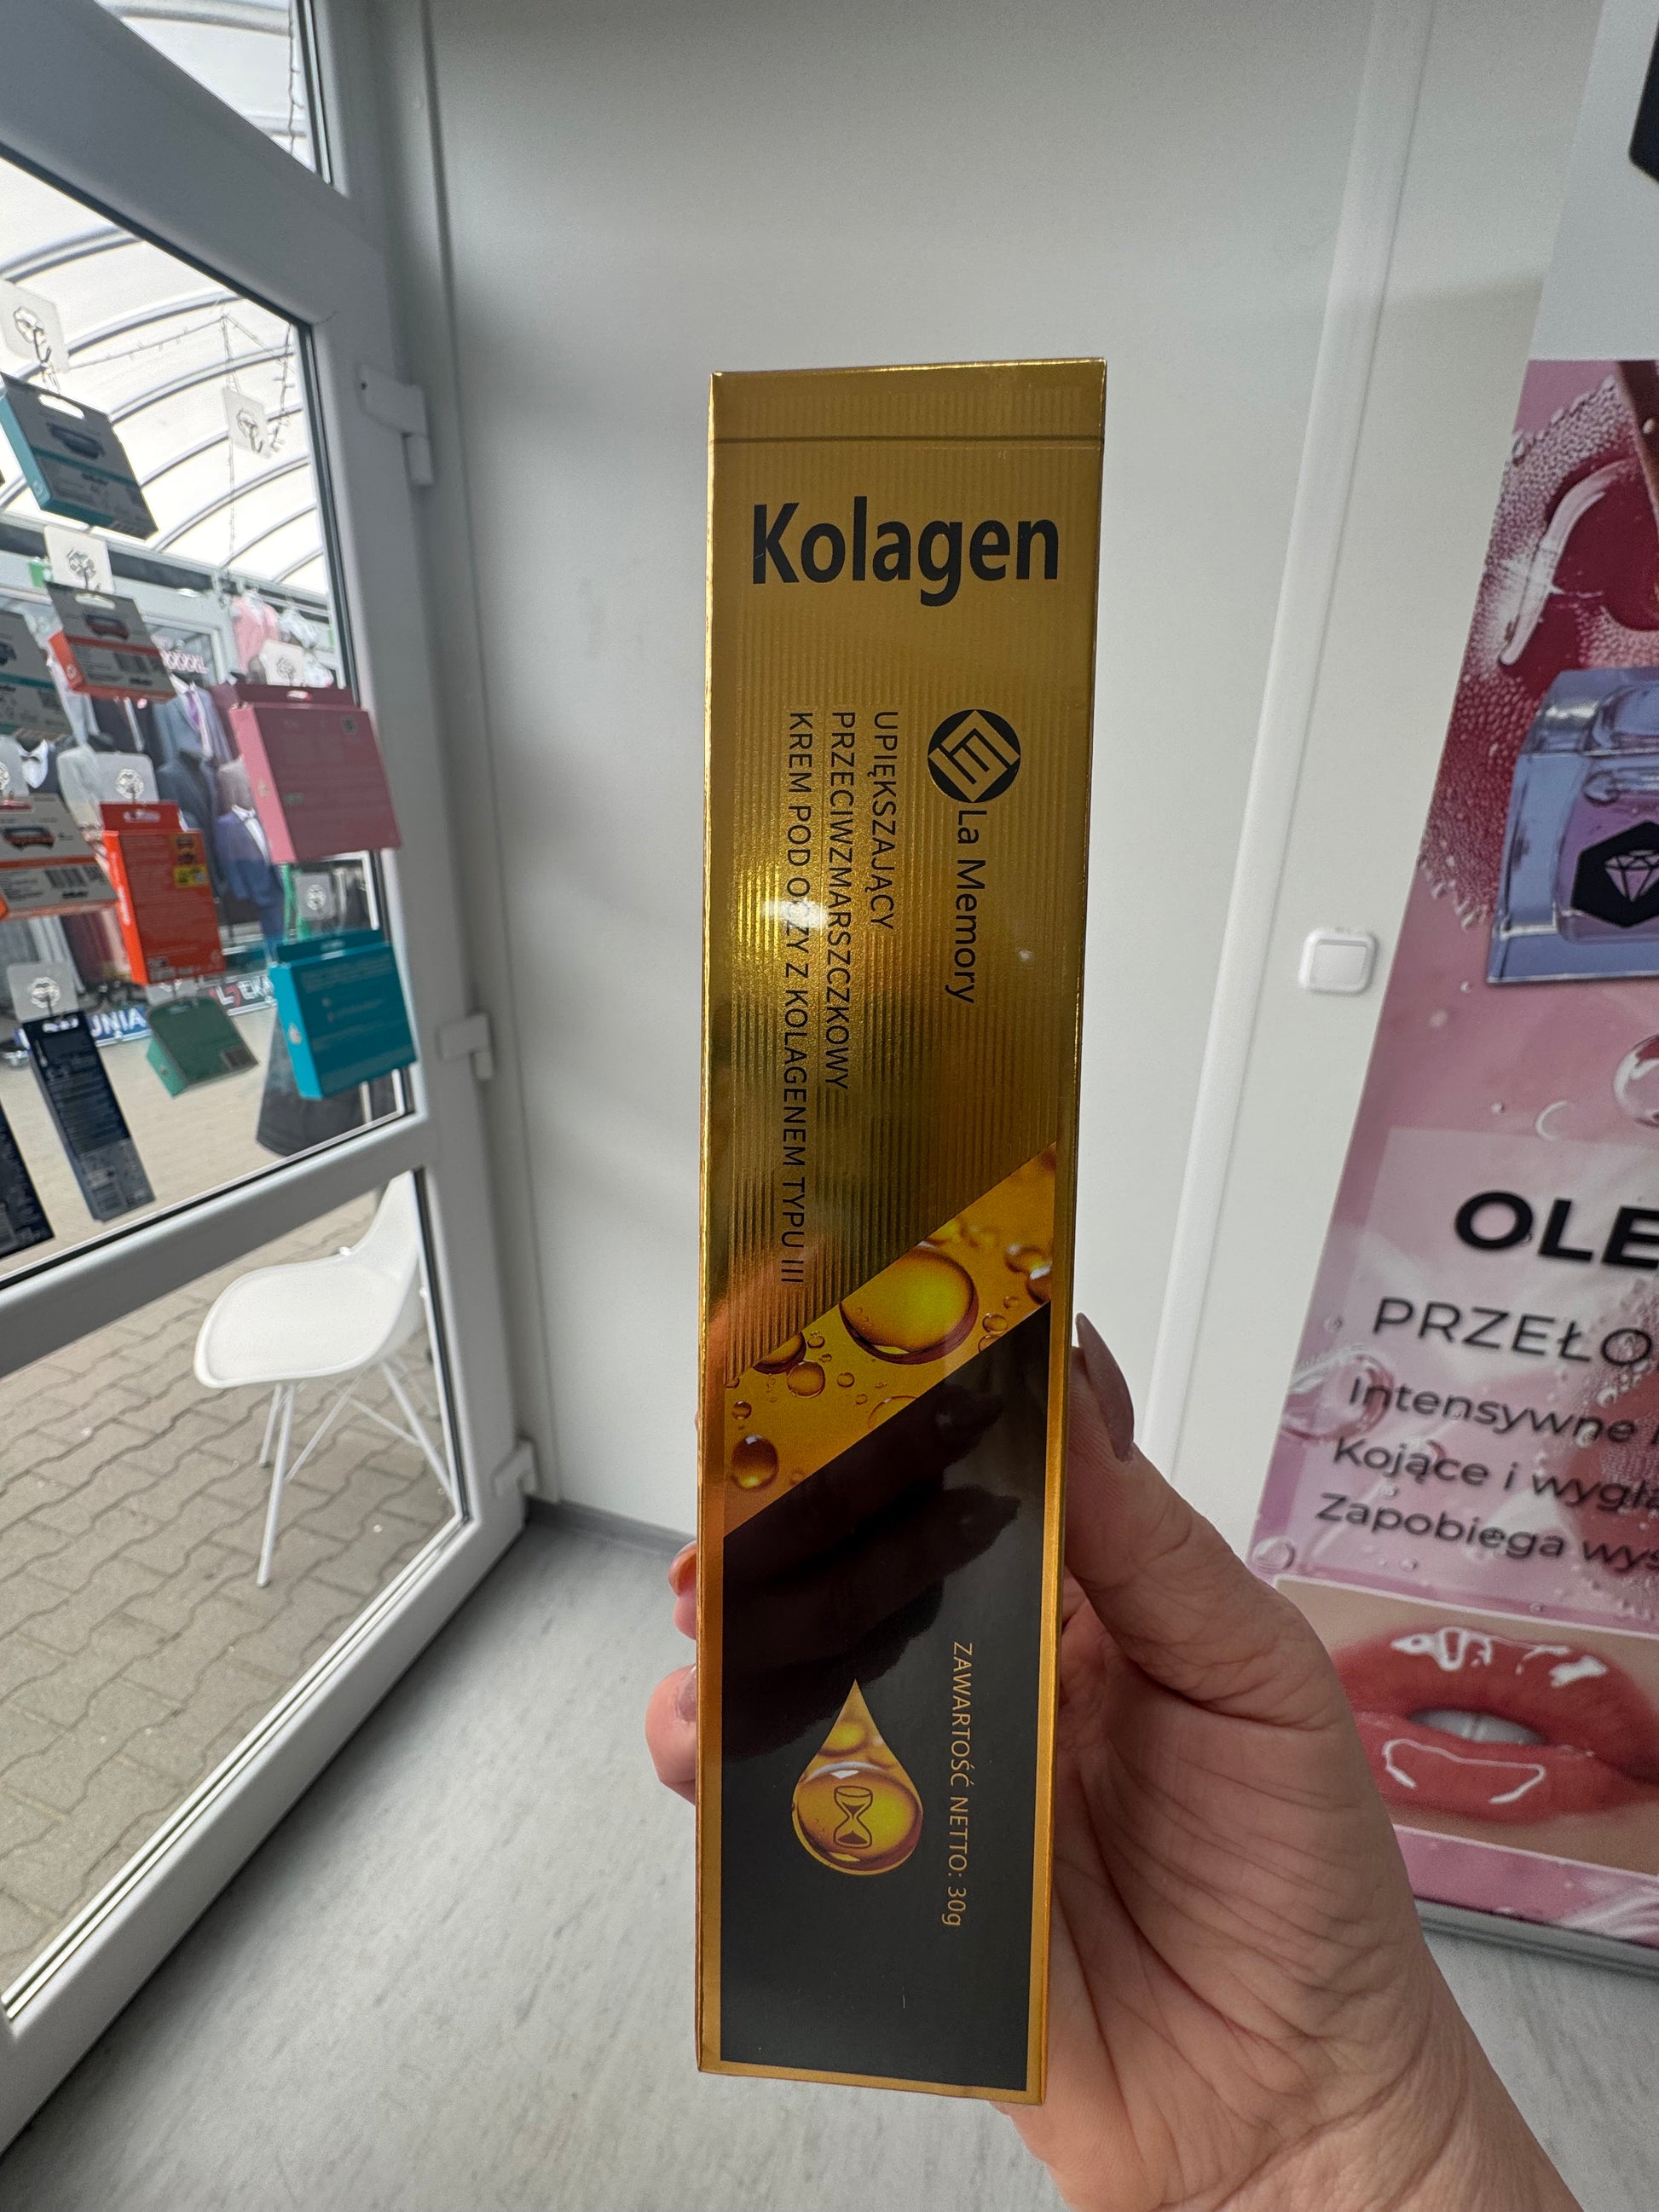 Kolagen
La Memory
UPIĘKSZAJĄCY
PRZECIWZMARSZCZKOWY
KREM POD OCZY Z KOLAGENEM TYPU III
ZAWARTOŚĆ NETTO: 30g
OLE
PRZEŁO
Intensywne
Kojące i wygła
Zapobiega wys